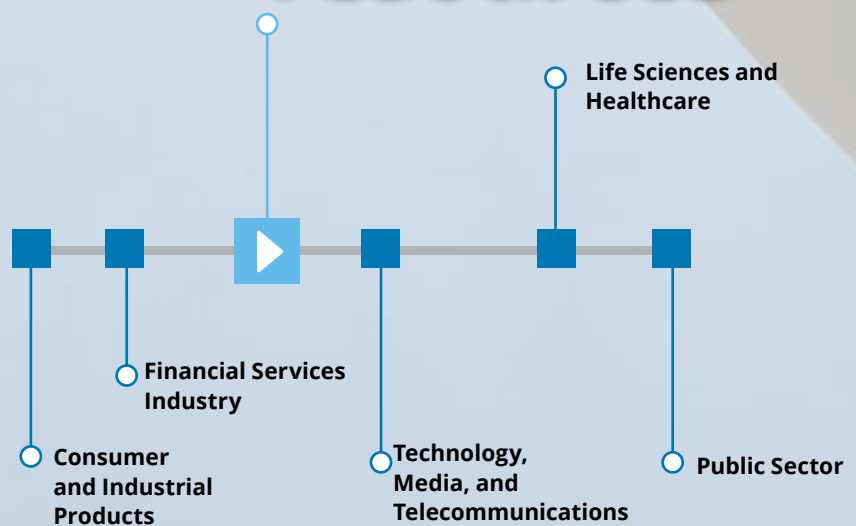 Life Sciences and
Healthcare
Financial Services
Industry
Consumer
and Industrial
Products
Technology,
Media, and
Telecommunications
Public Sector